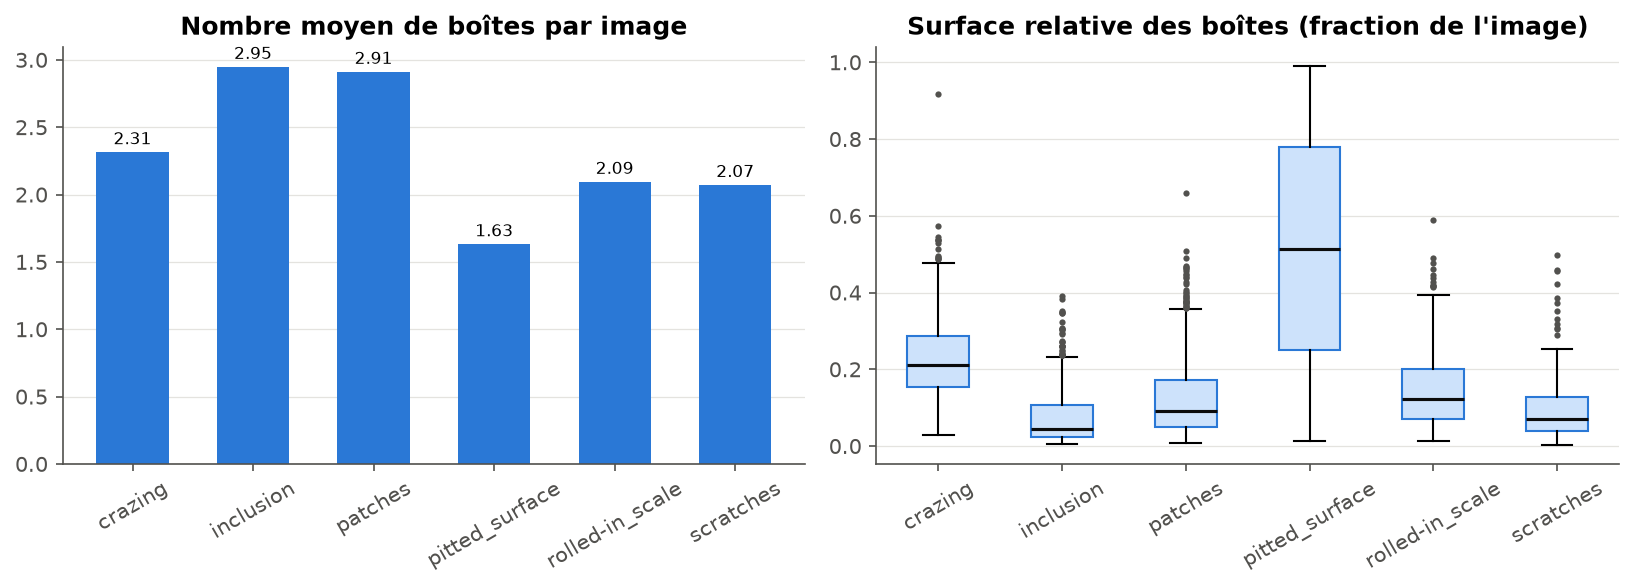 Nombre moyen de boîtes par image
3.0
2.5
2.0
1.5
1.0
0.5
0.0
2.31
2.95
2.91
1.63
2.09
2.07
crazing
inclusion
patches
pitted_surface
rolled-in_scale
scratches
Surface relative des boîtes (fraction de l'image)
1.0
0.8
0.6
0.4
0.2
0.0
crazing
inclusion
patches
pitted_surface
rolled-in_scale
scratches